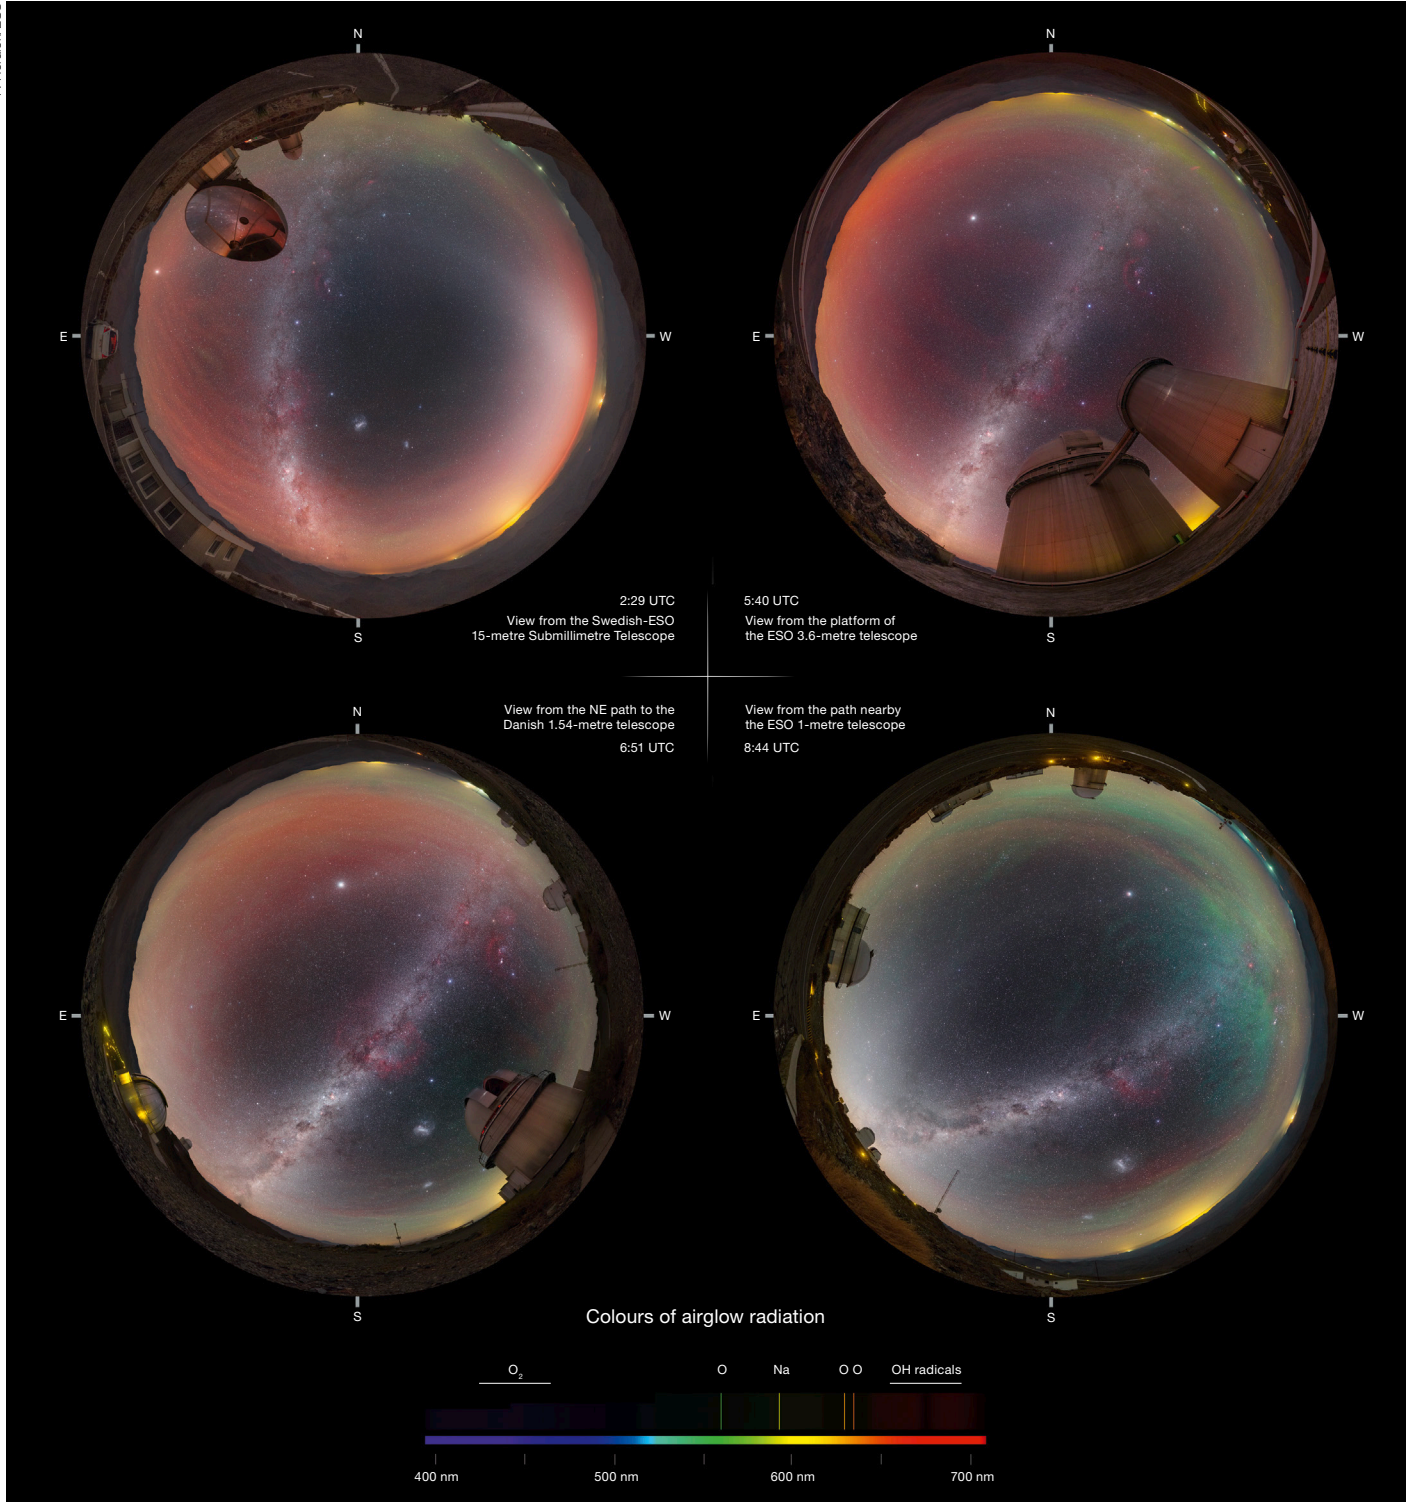 N
N
E
W
E
W
S
S
2:29 UTC
View from the Swedish-ESO
15-metre Submillimetre Telescope
5:40 UTC
View from the platform of
the ESO 3.6-metre telescope
View from the NE path to the
Danish 1.54-metre telescope
6:51 UTC
View from the path nearby
the ESO 1-metre telescope
8:44 UTC
N
N
E
W
E
W
S
S
Colours of airglow radiation
O₂ O Na O O OH radicals
400 nm 500 nm 600 nm 700 nm